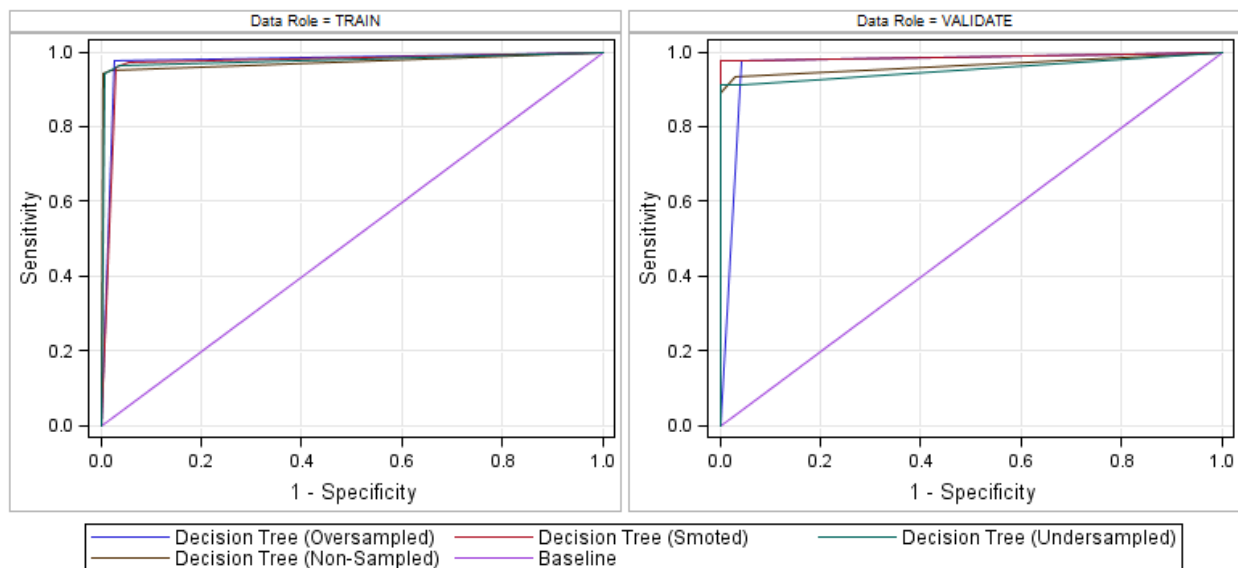 Data Role = TRAIN
1.0
0.8
0.6
0.4
0.2
0.0
Sensitivity
0.0 0.2 0.4 0.6 0.8 1.0
1 - Specificity
Data Role = VALIDATE
1.0
0.8
0.6
0.4
0.2
0.0
Sensitivity
0.0 0.2 0.4 0.6 0.8 1.0
1 - Specificity
Decision Tree (Oversampled) Decision Tree (Smoted) Decision Tree (Undersampled)
Decision Tree (Non-Sampled) Baseline